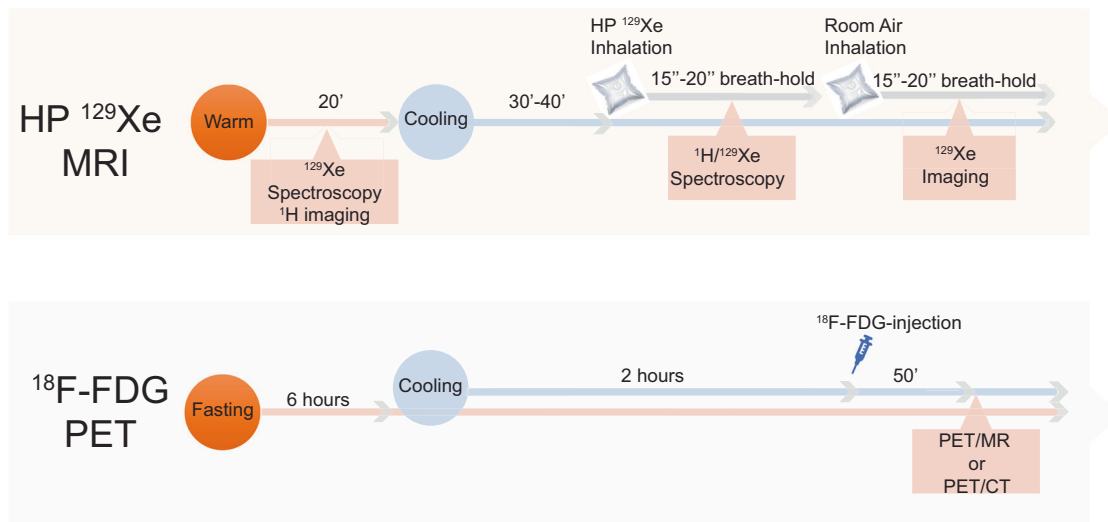 HP ¹²⁹Xe
MRI
Warm
20’
¹²⁹Xe
Spectroscopy
¹H imaging
Cooling
30’-40’
HP ¹²⁹Xe
Inhalation
15’’-20’’ breath-hold
¹H/¹²⁹Xe
Spectroscopy
Room Air
Inhalation
15’’-20’’ breath-hold
¹²⁹Xe
Imaging
¹⁸F-FDG
PET
Fasting
6 hours
Cooling
2 hours
¹⁸F-FDG-injection
50’
PET/MR
or
PET/CT